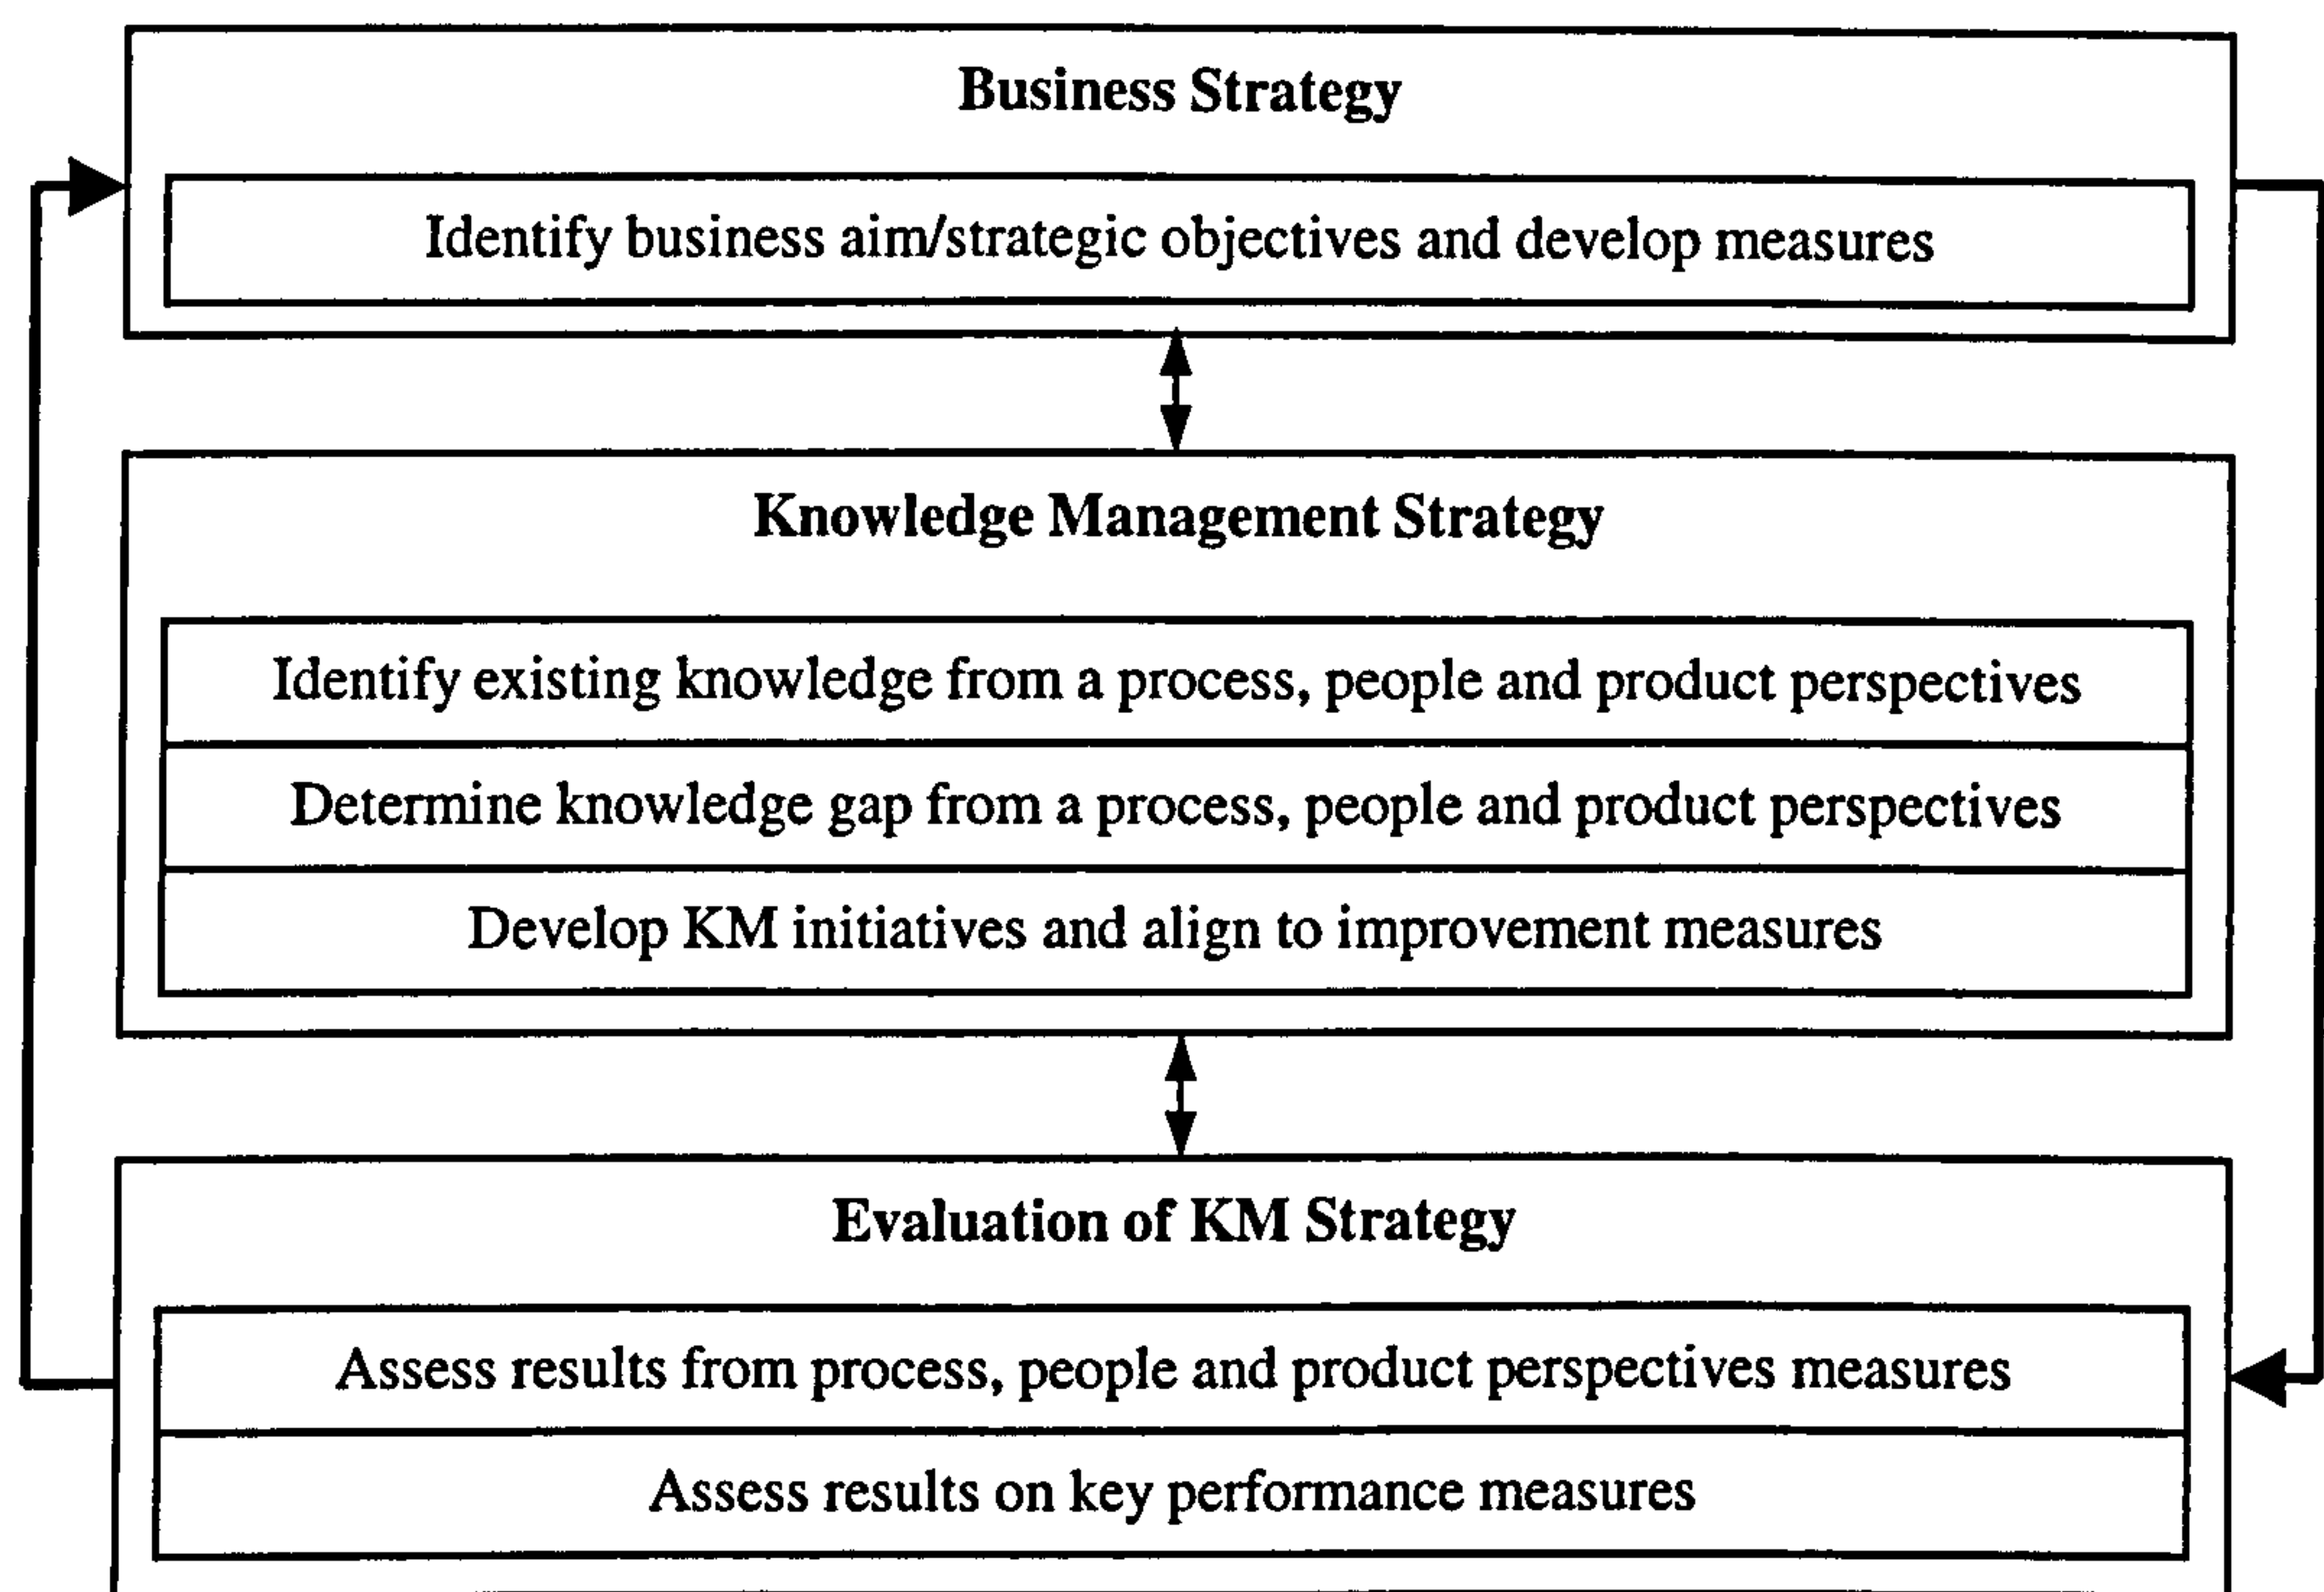 Business Strategy
Identify business aim/strategic objectives and develop measures
Knowledge Management Strategy
Identify existing knowledge from a process, people and product perspectives
Determine knowledge gap from a process, people and product perspectives
Develop KM initiatives and align to improvement measures
Evaluation of KM Strategy
Assess results from process, people and product perspectives measures
Assess results on key performance measures